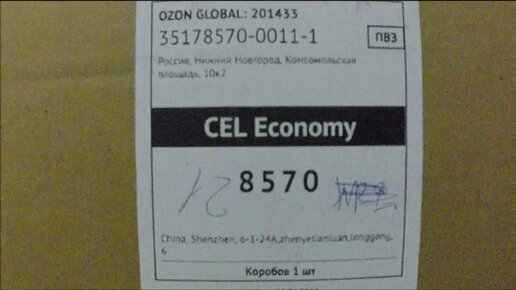 OZON GLOBAL: 201433
35178570-0011-1
ПВЗ
Россия, Нижний Новгород, Комсомольская
площадь, 10к2
CEL Economy
8570
China, Shenzhen, 6-1-24A,zhenyetianluan,longgang,
6
Коробов 1 шт